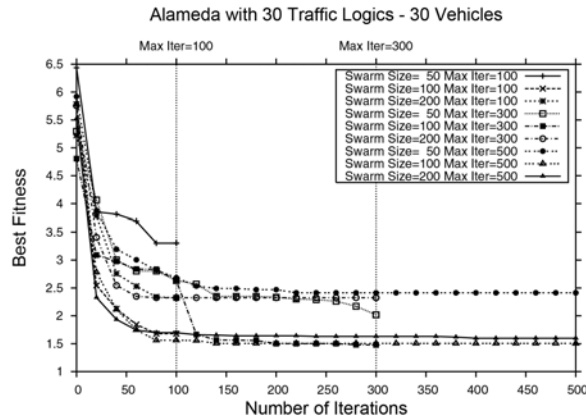 Alameda with 30 Traffic Logics - 30 Vehicles
Max Iter=100
Max Iter=300
6.5
6
5.5
5
4.5
4
3.5
3
2.5
2
1.5
1
Best Fitness
Swarm Size= 50 Max Iter=100
Swarm Size=100 Max Iter=100
Swarm Size=200 Max Iter=100
Swarm Size= 50 Max Iter=300
Swarm Size=100 Max Iter=300
Swarm Size=200 Max Iter=300
Swarm Size= 50 Max Iter=500
Swarm Size=100 Max Iter=500
Swarm Size=200 Max Iter=500
0 50 100 150 200 250 300 350 400 450 500
Number of Iterations